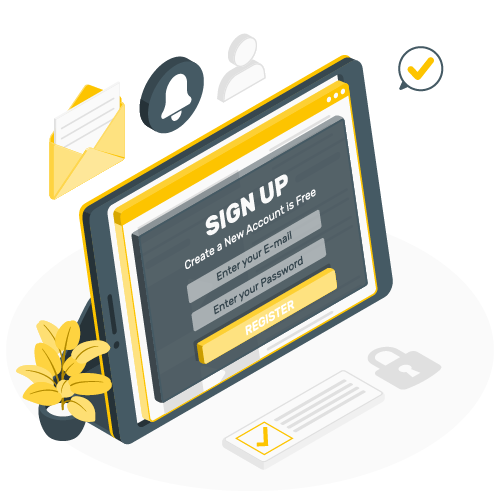 SIGN UP
Create a New Account is Free
Enter your E-mail
Enter your Password
REGISTER